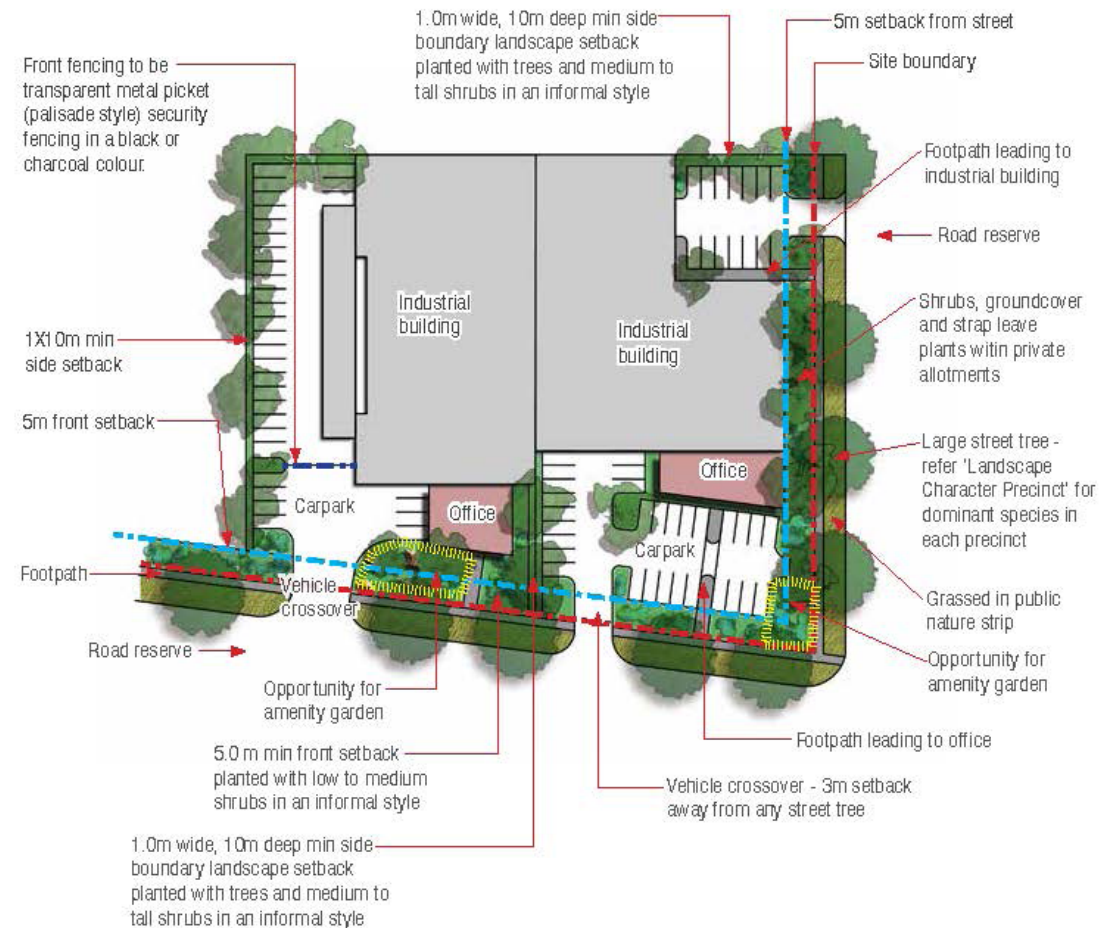 1.0m wide, 10m deep min side
boundary landscape setback
planted with trees and medium to
tall shrubs in an informal style
5m setback from street
Site boundary
Front fencing to be
transparent metal picket
(palisade style) security
fencing in a black or
charcoal colour.
Footpath leading to
industrial building
Road reserve
Industrial
building
Industrial
building
Shrubs, groundcover
and strap leave
plants witin private
allotments
1X10m min
side setback
5m front setback
Large street tree -
refer 'Landscape
Character Precinct' for
dominant species in
each precinct
Office
Office
Carpark
Carpark
Footpath
Vehicle
crossover
Grassed in public
nature strip
Road reserve
Opportunity for
amenity garden
Opportunity for
amenity garden
5.0 m min front setback
planted with low to medium
shrubs in an informal style
Footpath leading to office
Vehicle crossover - 3m setback
away from any street tree
1.0m wide, 10m deep min side
boundary landscape setback
planted with trees and medium to
tall shrubs in an informal style